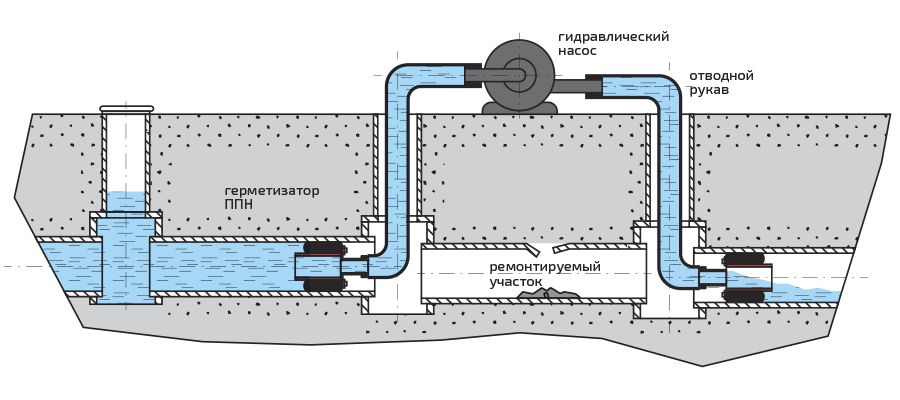 гидравлический
насос
отводной
рукав
герметизатор
ППН
ремонтируемый
участок